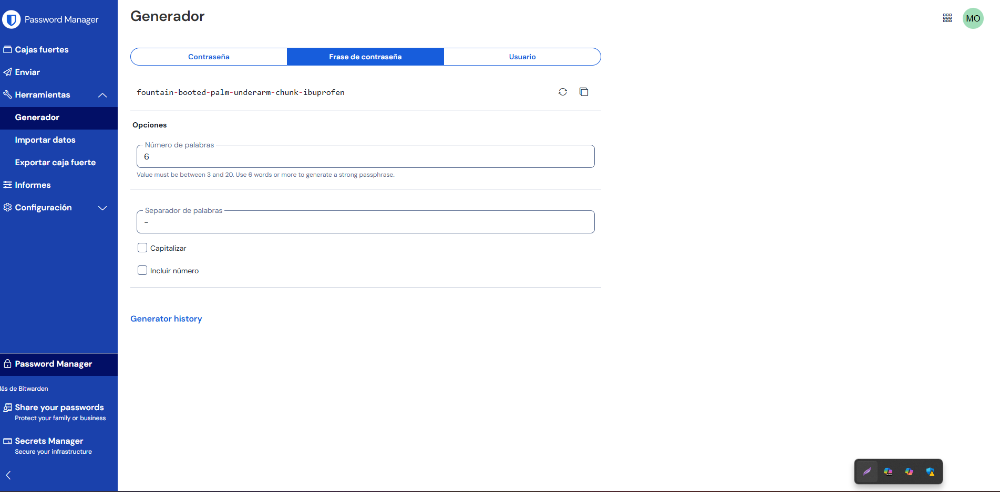 Password Manager
Generador
MO
Cajas fuertes
Enviar
Herramientas
Generador
Importar datos
Exportar caja fuerte
Informes
Configuración
Contraseña
Frase de contraseña
Usuario
fountain-booted-palm-underarm-chunk-ibuprofen
Opciones
Número de palabras
6
Value must be between 3 and 20. Use 6 words or more to generate a strong passphrase.
Separador de palabras
-
Capitalizar
Incluir número
Generator history
Password Manager
ás de Bitwarden
Share your passwords
Protect your family or business
Secrets Manager
Secure your infrastructure